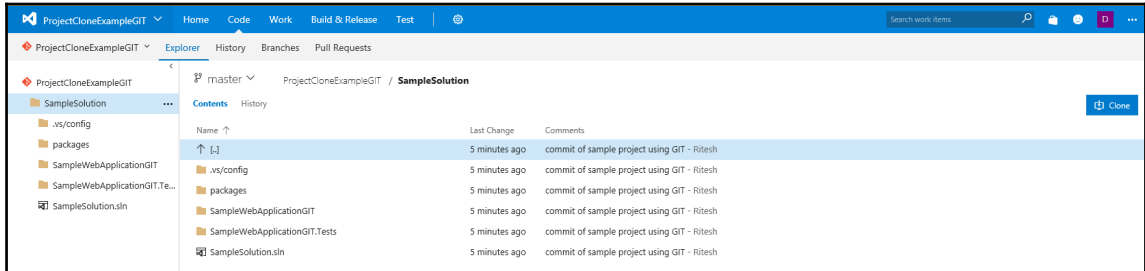 ProjectCloneExampleGIT Home Code Work Build & Release Test Search work items D ...
ProjectCloneExampleGIT Explorer History Branches Pull Requests
ProjectCloneExampleGIT
SampleSolution ...
.vs/config
packages
SampleWebApplicationGIT
SampleWebApplicationGIT.Te...
SampleSolution.sln
master ProjectCloneExampleGIT / SampleSolution
Contents History Clone
Name Last Change Comments
[..] 5 minutes ago commit of sample project using GIT - Ritesh
.vs/config 5 minutes ago commit of sample project using GIT - Ritesh
packages 5 minutes ago commit of sample project using GIT - Ritesh
SampleWebApplicationGIT 5 minutes ago commit of sample project using GIT - Ritesh
SampleWebApplicationGIT.Tests 5 minutes ago commit of sample project using GIT - Ritesh
SampleSolution.sln 5 minutes ago commit of sample project using GIT - Ritesh